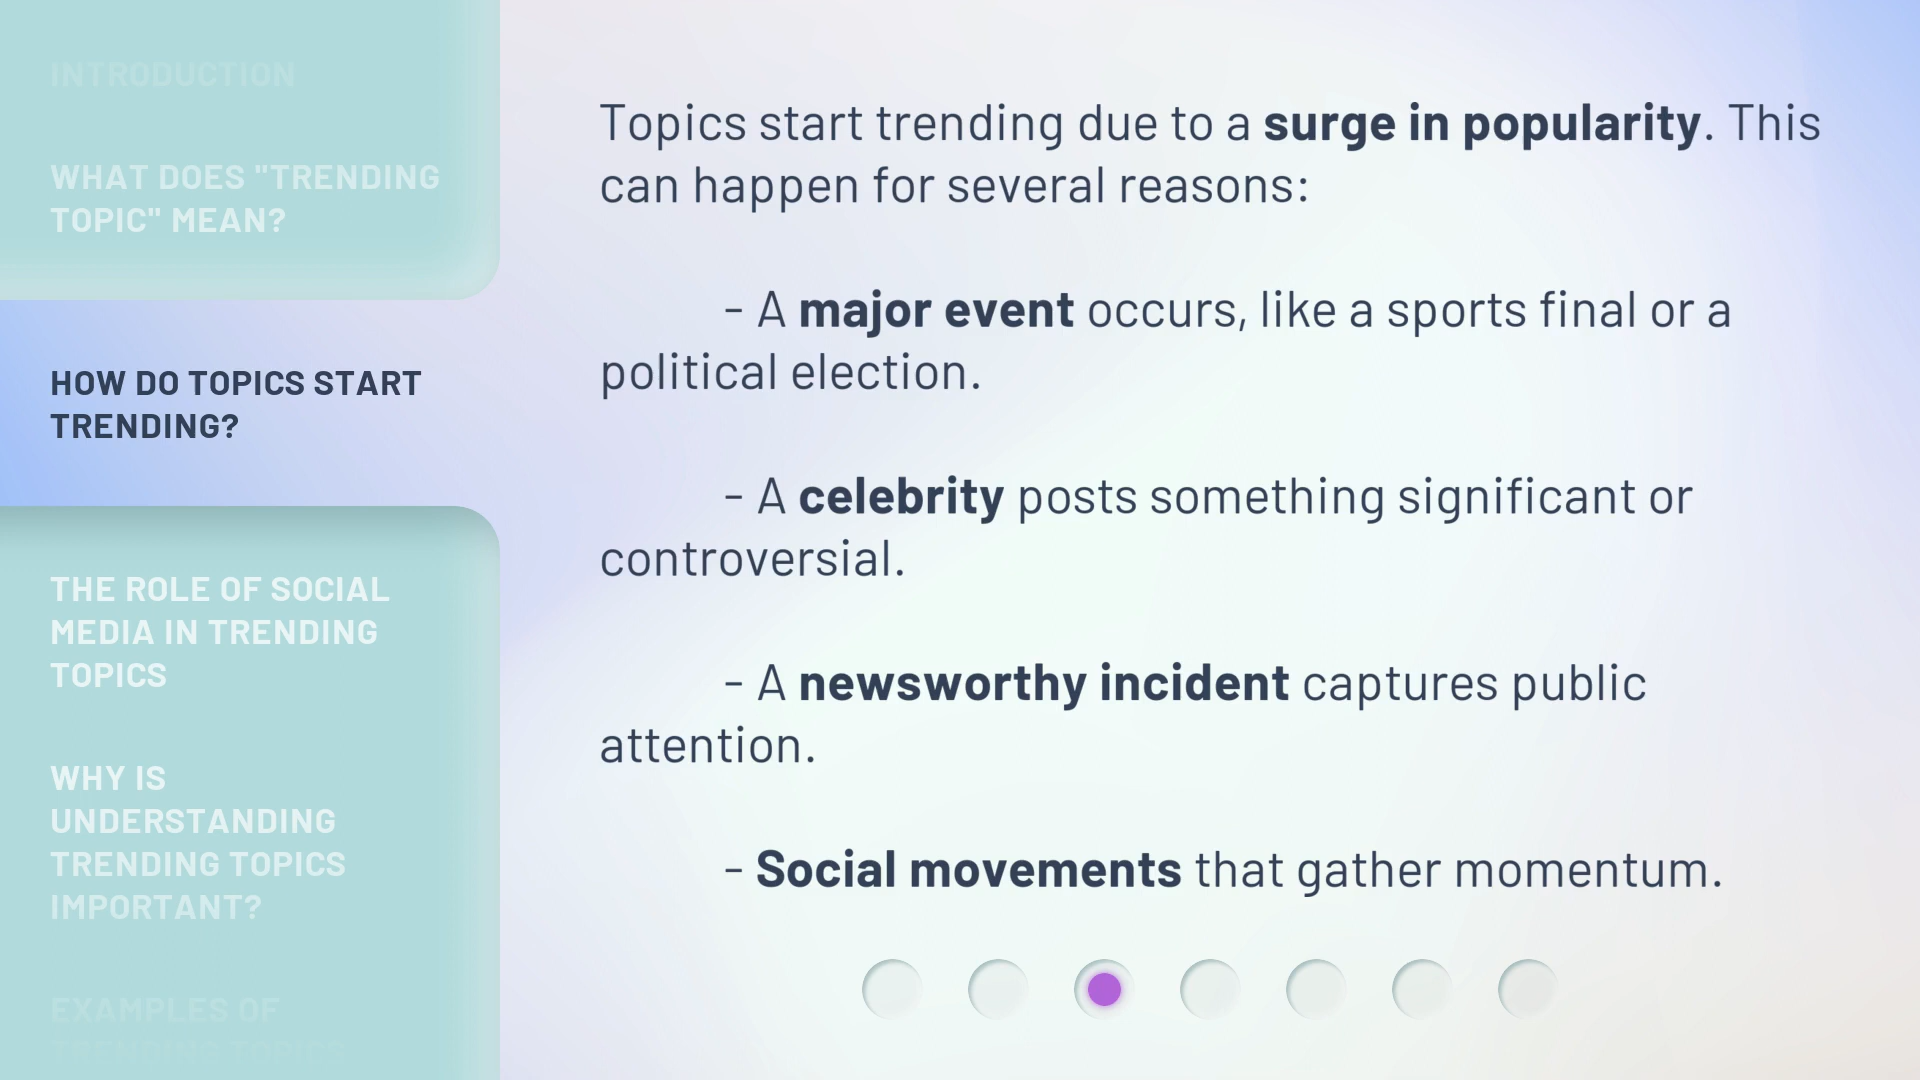 INTRODUCTION
WHAT DOES "TRENDING
TOPIC" MEAN?
HOW DO TOPICS START
TRENDING?
THE ROLE OF SOCIAL
MEDIA IN TRENDING
TOPICS
WHY IS
UNDERSTANDING
TRENDING TOPICS
IMPORTANT?
EXAMPLES OF
TRENDING TOPICS
Topics start trending due to a surge in popularity. This
can happen for several reasons:
- A major event occurs, like a sports final or a
political election.
- A celebrity posts something significant or
controversial.
- A newsworthy incident captures public
attention.
- Social movements that gather momentum.